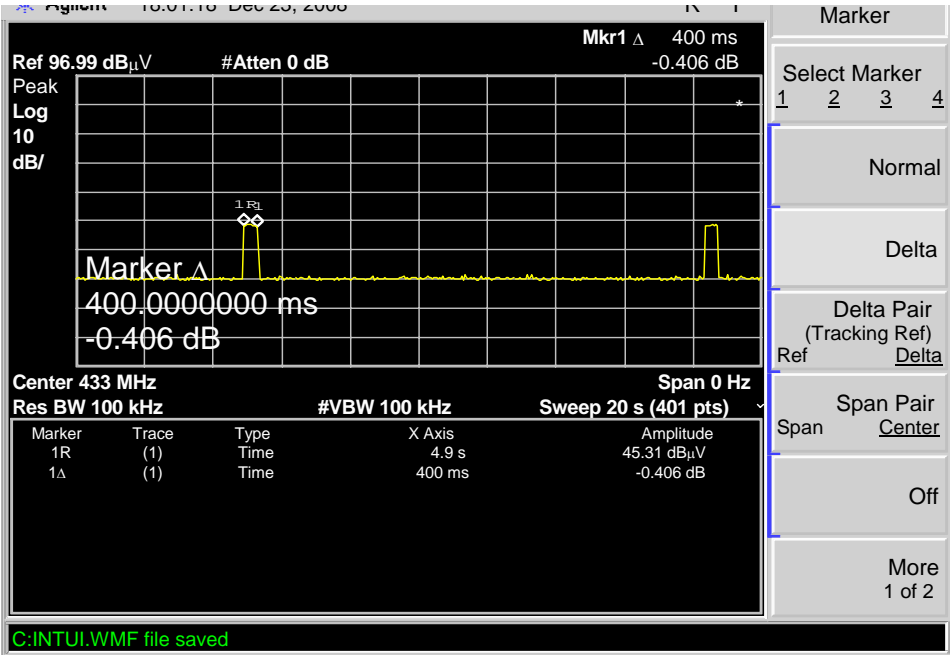 Agilent 18:01:18 Dec 23, 2008 R T
Mkr1 Δ 400 ms
Ref 96.99 dBμV #Atten 0 dB -0.406 dB
Peak
Log
10
dB/
*
1R 1
Marker Δ
400.0000000 ms
-0.406 dB
Center 433 MHz Span 0 Hz
Res BW 100 kHz #VBW 100 kHz Sweep 20 s (401 pts)
Marker Trace Type X Axis Amplitude
1R (1) Time 4.9 s 45.31 dBμV
1Δ (1) Time 400 ms -0.406 dB
C:INTUI.WMF file saved
Marker
Select Marker
1 2 3 4
Normal
Delta
Delta Pair
(Tracking Ref)
Ref Delta
Span Pair
Span Center
Off
More
1 of 2